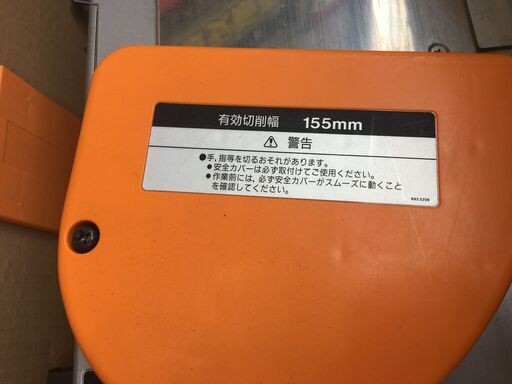 有効切削幅 155mm
⚠ 警告
●手、指等を切るおそれがあります。
●安全カバーは必ず取付けてご使用ください。
●作業前には、必ず安全カバーがスムーズに動くこと
を確認してください。